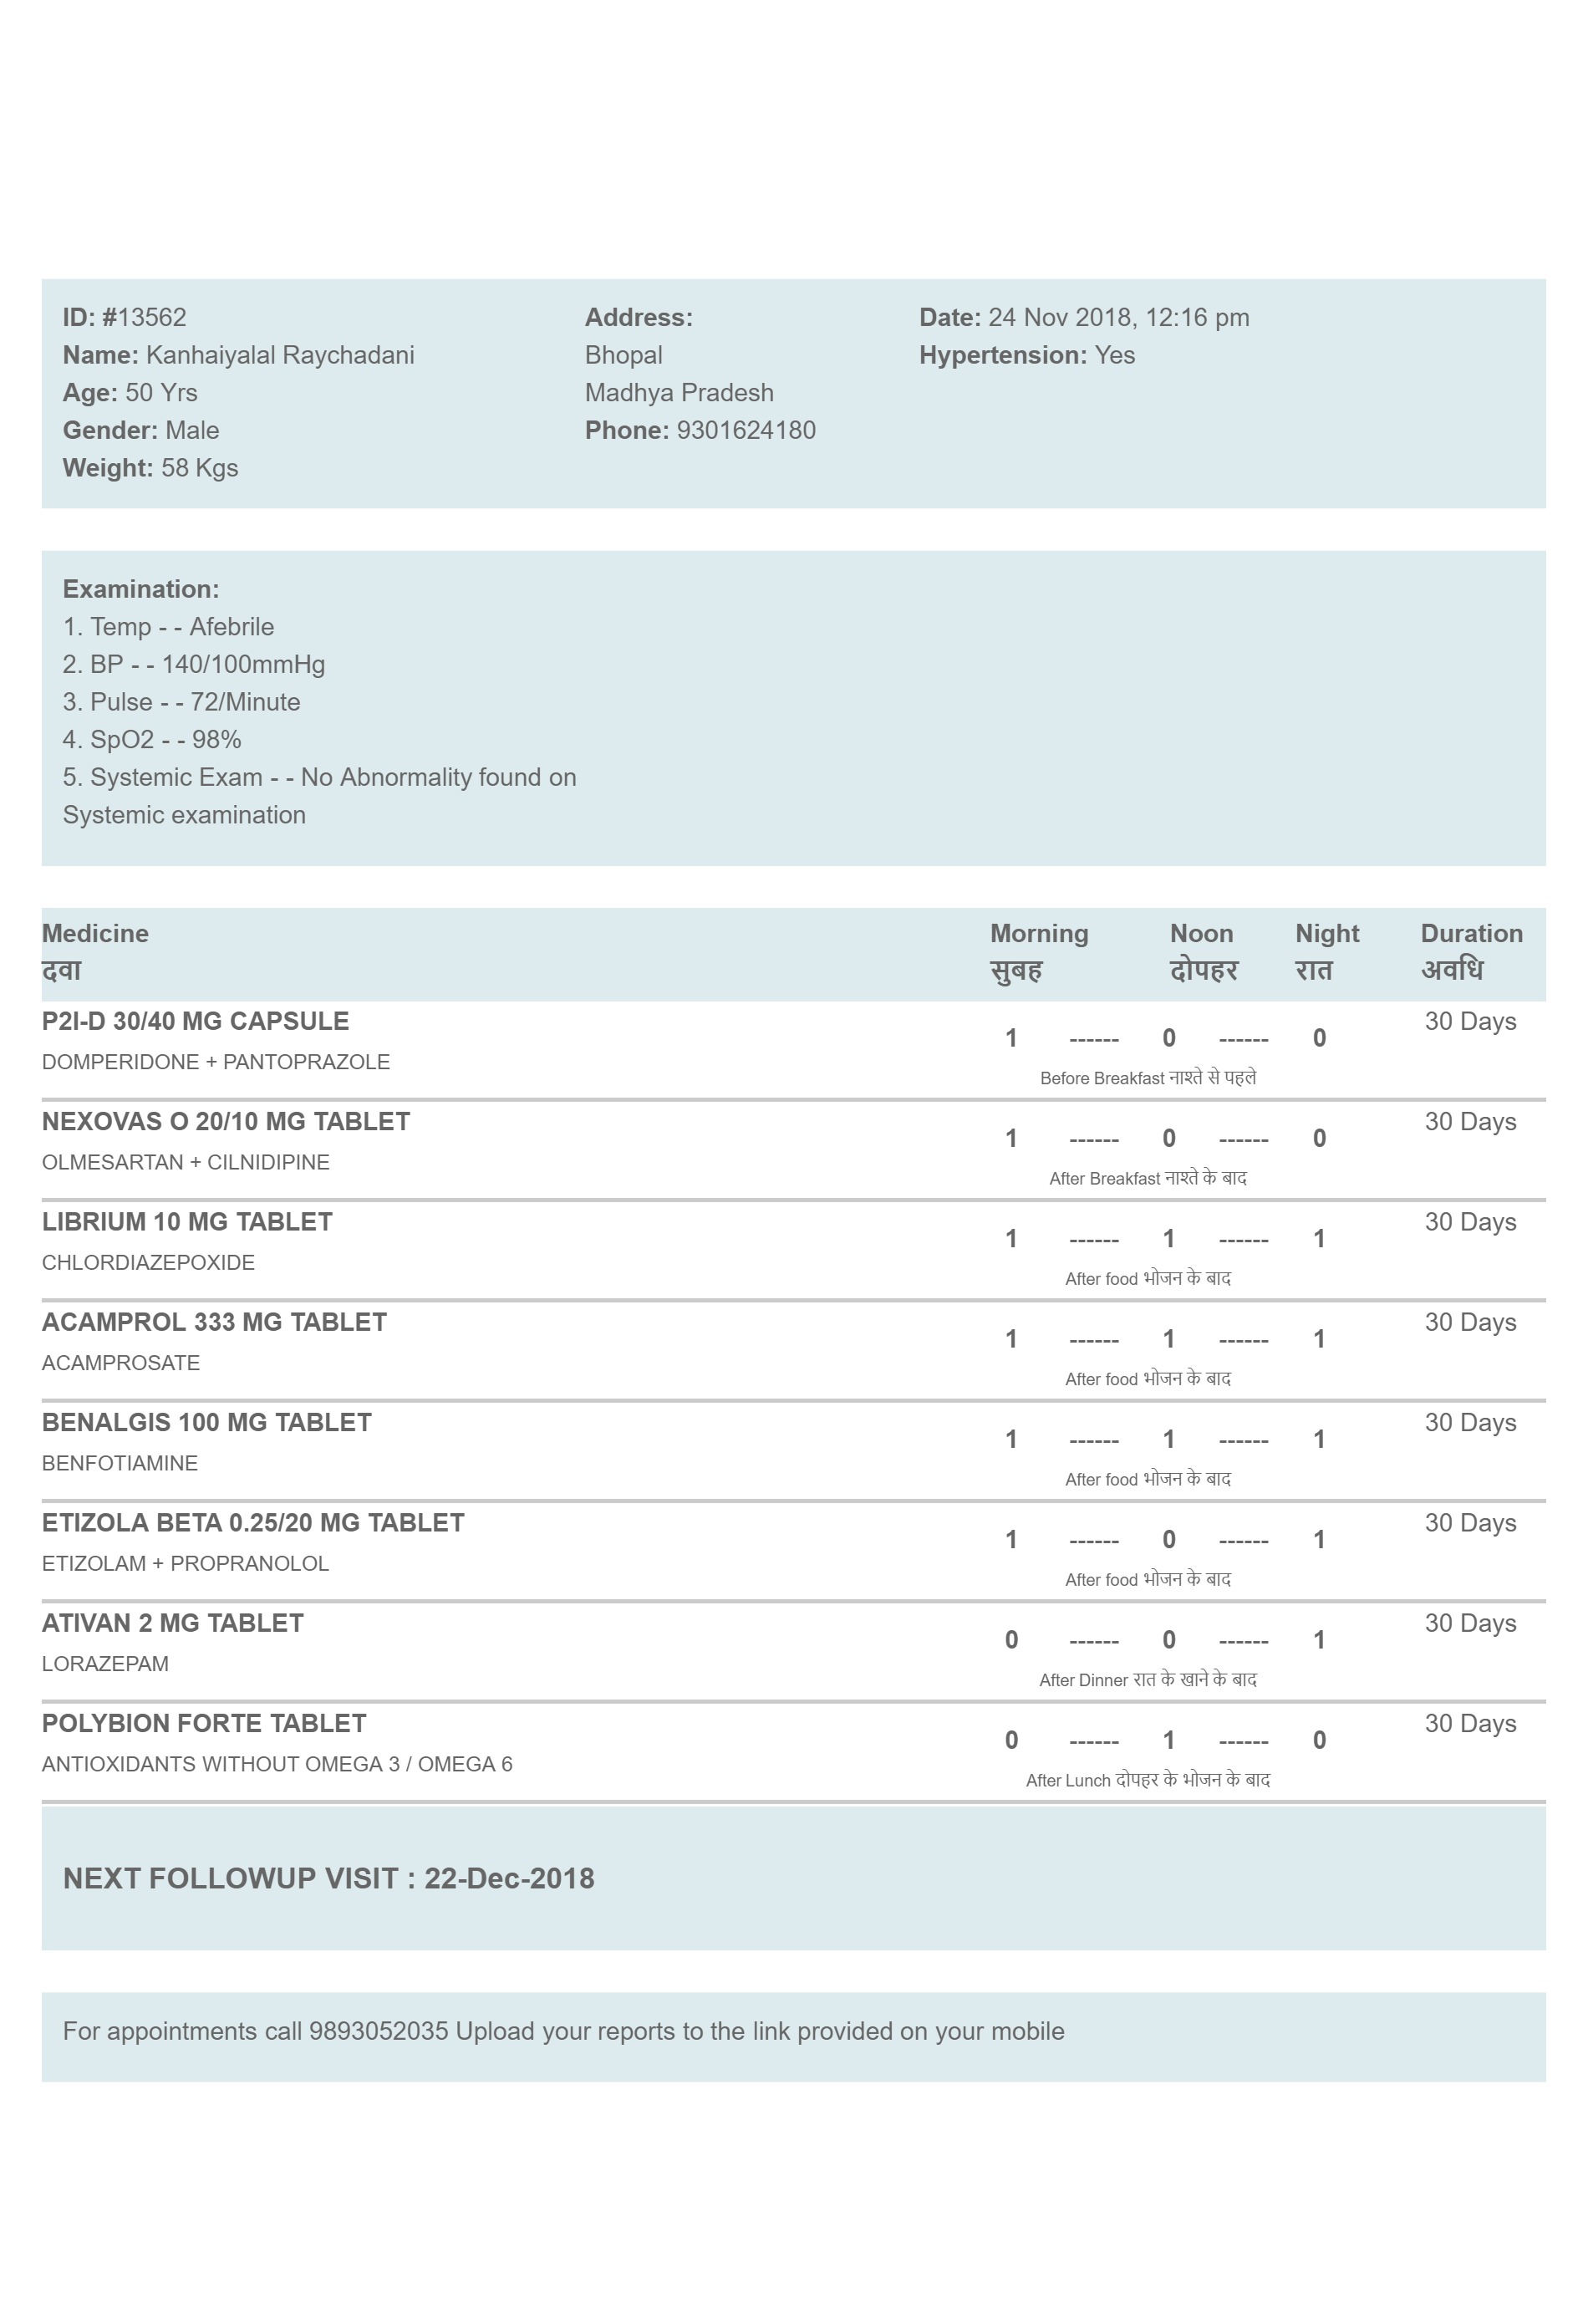 ID: #13562
Name: Kanhaiyalal Raychadani
Age: 50 Yrs
Gender: Male
Weight: 58 Kgs
Address:
Bhopal
Madhya Pradesh
Phone: 9301624180
Date: 24 Nov 2018, 12:16 pm
Hypertension: Yes
Examination:
1. Temp - - Afebrile
2. BP - - 140/100mmHg
3. Pulse - - 72/Minute
4. SpO2 - - 98%
5. Systemic Exam - - No Abnormality found on
Systemic examination
Medicine Morning Noon Night Duration
दवा सुबह दोपहर रात अवधि
P2I-D 30/40 MG CAPSULE 30 Days
1 ------ 0 ------ 0
DOMPERIDONE + PANTOPRAZOLE
Before Breakfast नाश्ते से पहले
NEXOVAS O 20/10 MG TABLET 30 Days
1 ------ 0 ------ 0
OLMESARTAN + CILNIDIPINE
After Breakfast नाश्ते के बाद
LIBRIUM 10 MG TABLET 30 Days
1 ------ 1 ------ 1
CHLORDIAZEPOXIDE
After food भोजन के बाद
ACAMPROL 333 MG TABLET 30 Days
1 ------ 1 ------ 1
ACAMPROSATE
After food भोजन के बाद
BENALGIS 100 MG TABLET 30 Days
1 ------ 1 ------ 1
BENFOTIAMINE
After food भोजन के बाद
ETIZOLA BETA 0.25/20 MG TABLET 30 Days
1 ------ 0 ------ 1
ETIZOLAM + PROPRANOLOL
After food भोजन के बाद
ATIVAN 2 MG TABLET 30 Days
0 ------ 0 ------ 1
LORAZEPAM
After Dinner रात के खाने के बाद
POLYBION FORTE TABLET 30 Days
0 ------ 1 ------ 0
ANTIOXIDANTS WITHOUT OMEGA 3 / OMEGA 6
After Lunch दोपहर के भोजन के बाद
NEXT FOLLOWUP VISIT : 22-Dec-2018
For appointments call 9893052035 Upload your reports to the link provided on your mobile